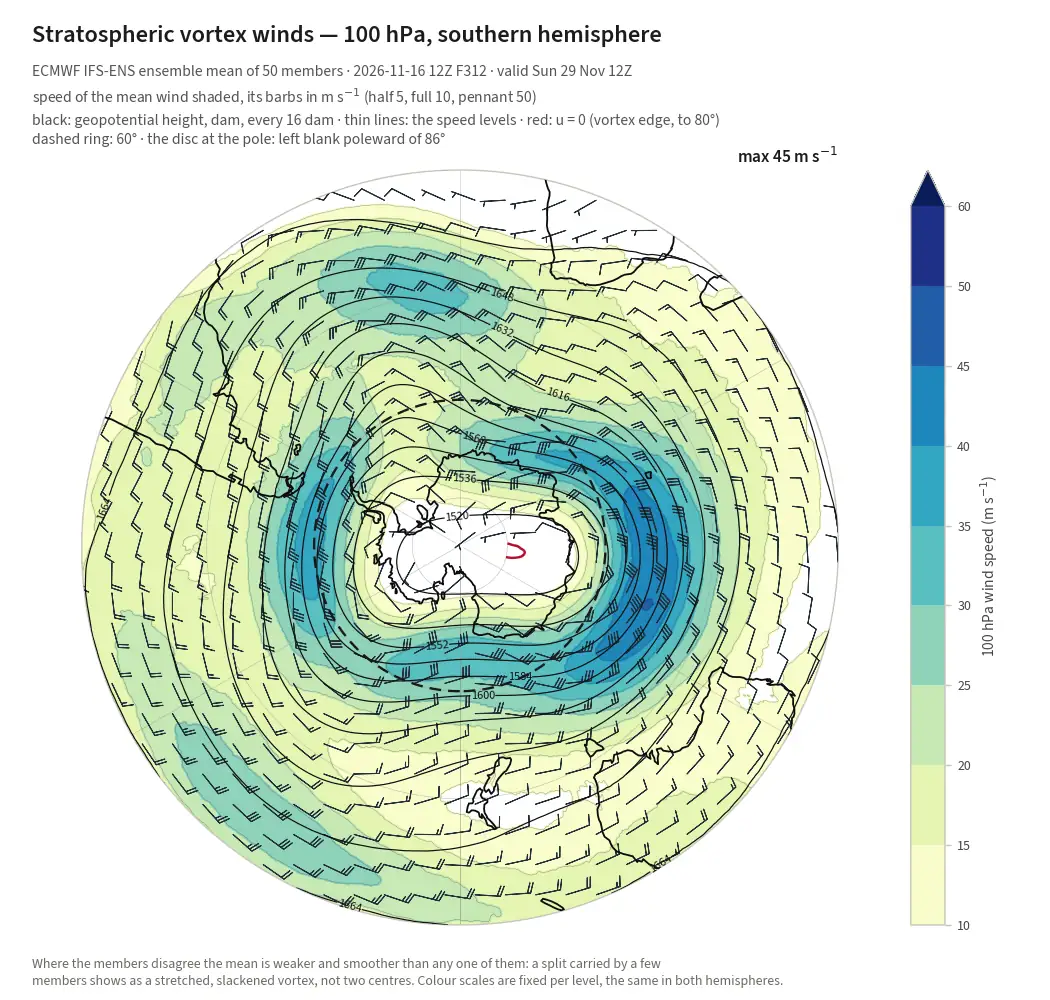 Stratospheric vortex winds — 100 hPa, southern hemisphere
ECMWF IFS-ENS ensemble mean of 50 members · 2026-11-16 12Z F312 · valid Sun 29 Nov 12Z
speed of the mean wind shaded, its barbs in m s⁻¹ (half 5, full 10, pennant 50)
black: geopotential height, dam, every 16 dam · thin lines: the speed levels · red: u = 0 (vortex edge, to 80°)
dashed ring: 60° · the disc at the pole: left blank poleward of 86°
max 45 m s⁻¹
60
50
45
40
35
30
25
20
15
10
100 hPa wind speed (m s⁻¹)
1648
1632
1616
1568
1536
1520
1664
1552
1584
1600
1664
1664
Where the members disagree the mean is weaker and smoother than any one of them: a split carried by a few
members shows as a stretched, slackened vortex, not two centres. Colour scales are fixed per level, the same in both hemispheres.